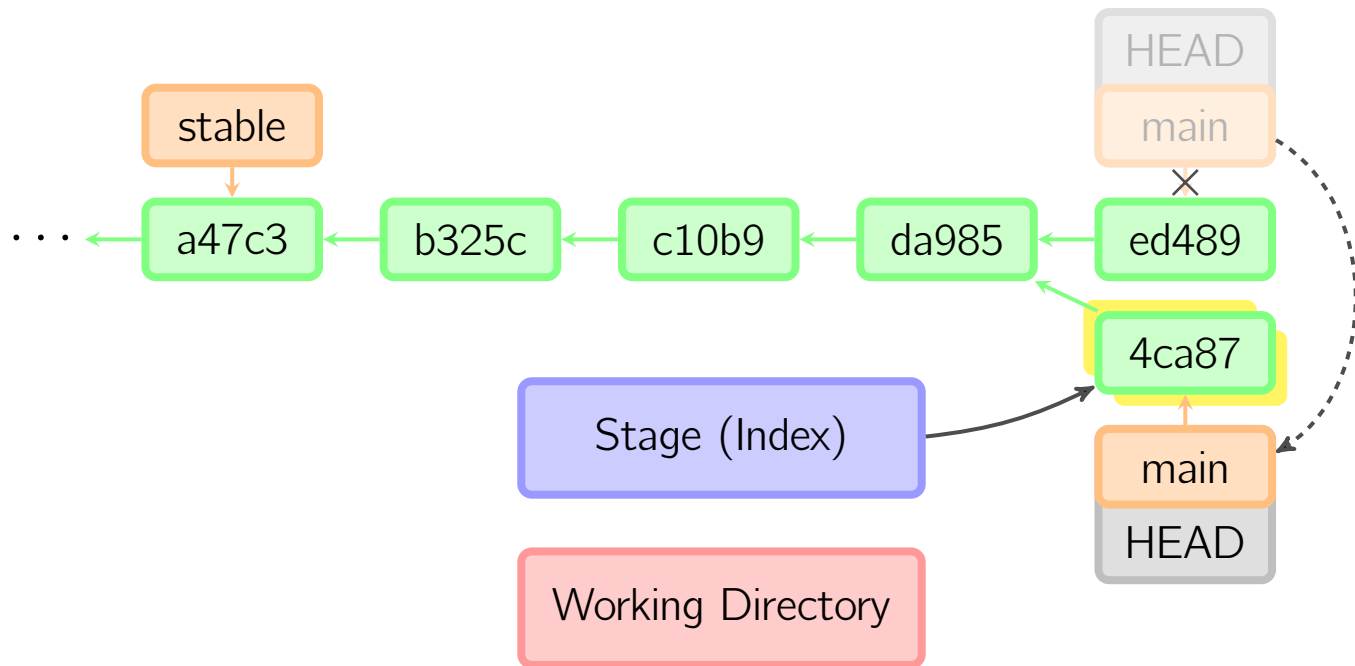 HEAD
stable
main
· · ·
a47c3
b325c
c10b9
da985
ed489
4ca87
Stage (Index)
main
HEAD
Working Directory